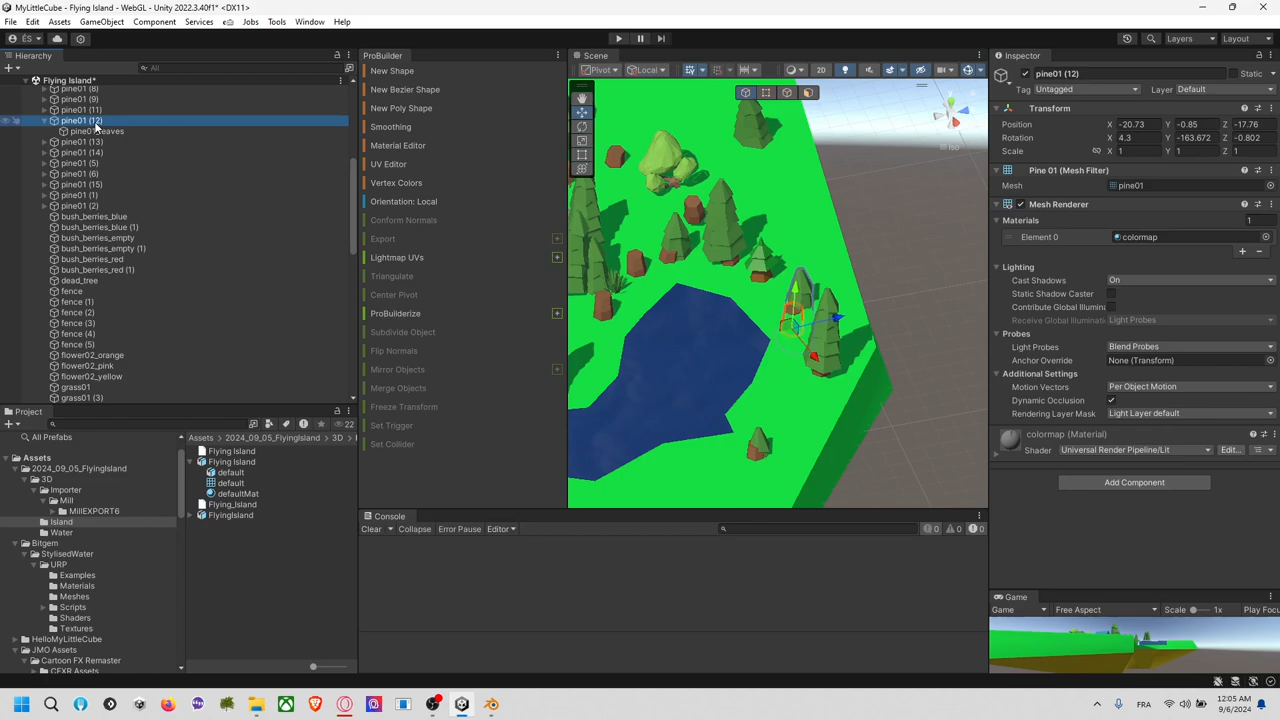 MyLittleCube - Flying Island - WebGL - Unity 2022.3.40f1* <DX11>
File Edit Assets GameObject Component Services Jobs Tools Window Help
ÉS
Layers Layout
Hierarchy
All
Flying Island*
pine01 (8)
pine01 (9)
pine01 (11)
pine01 (12)
pine01_leaves
pine01 (13)
pine01 (14)
pine01 (5)
pine01 (6)
pine01 (15)
pine01 (1)
pine01 (2)
bush_berries_blue
bush_berries_blue (1)
bush_berries_empty
bush_berries_empty (1)
bush_berries_red
bush_berries_red (1)
dead_tree
fence
fence (1)
fence (2)
fence (3)
fence (4)
fence (5)
flower02_orange
flower02_pink
flower02_yellow
grass01
grass01 (3)
ProBuilder
New Shape
New Bezier Shape
New Poly Shape
Smoothing
Material Editor
UV Editor
Vertex Colors
Orientation: Local
Conform Normals
Export
Lightmap UVs
Triangulate
Center Pivot
ProBuilderize
Subdivide Object
Flip Normals
Mirror Objects
Merge Objects
Freeze Transform
Set Trigger
Set Collider
Scene
Pivot Local
2D
Iso
Inspector
pine01 (12) Static
Tag Untagged Layer Default
Transform
Position X -20.73 Y -0.85 Z -17.76
Rotation X 4.3 Y -163.672 Z -0.802
Scale X 1 Y 1 Z 1
Pine 01 (Mesh Filter)
Mesh pine01
Mesh Renderer
Materials 1
Element 0 colormap
Lighting
Cast Shadows On
Static Shadow Caster
Contribute Global Illumina
Receive Global Illuminati Light Probes
Probes
Light Probes Blend Probes
Anchor Override None (Transform)
Additional Settings
Motion Vectors Per Object Motion
Dynamic Occlusion
Rendering Layer Mask Light Layer default
colormap (Material)
Shader Universal Render Pipeline/Lit Edit...
Add Component
Project
22
All Prefabs
Assets
2024_09_05_FlyingIsland
3D
Importer
Mill
MillEXPORT6
Island
Water
Bitgem
StylisedWater
URP
Examples
Materials
Meshes
Scripts
Shaders
Textures
HelloMyLittleCube
JMO Assets
Cartoon FX Remaster
CFXR Assets
Assets 2024_09_05_FlyingIsland 3D
Flying Island
Flying Island
default
default
defaultMat
Flying_Island
FlyingIsland
Console
Clear Collapse Error Pause Editor
0 0 0
Game
Game Free Aspect Scale 1x Play Foc
FRA
12:05 AM
9/6/2024